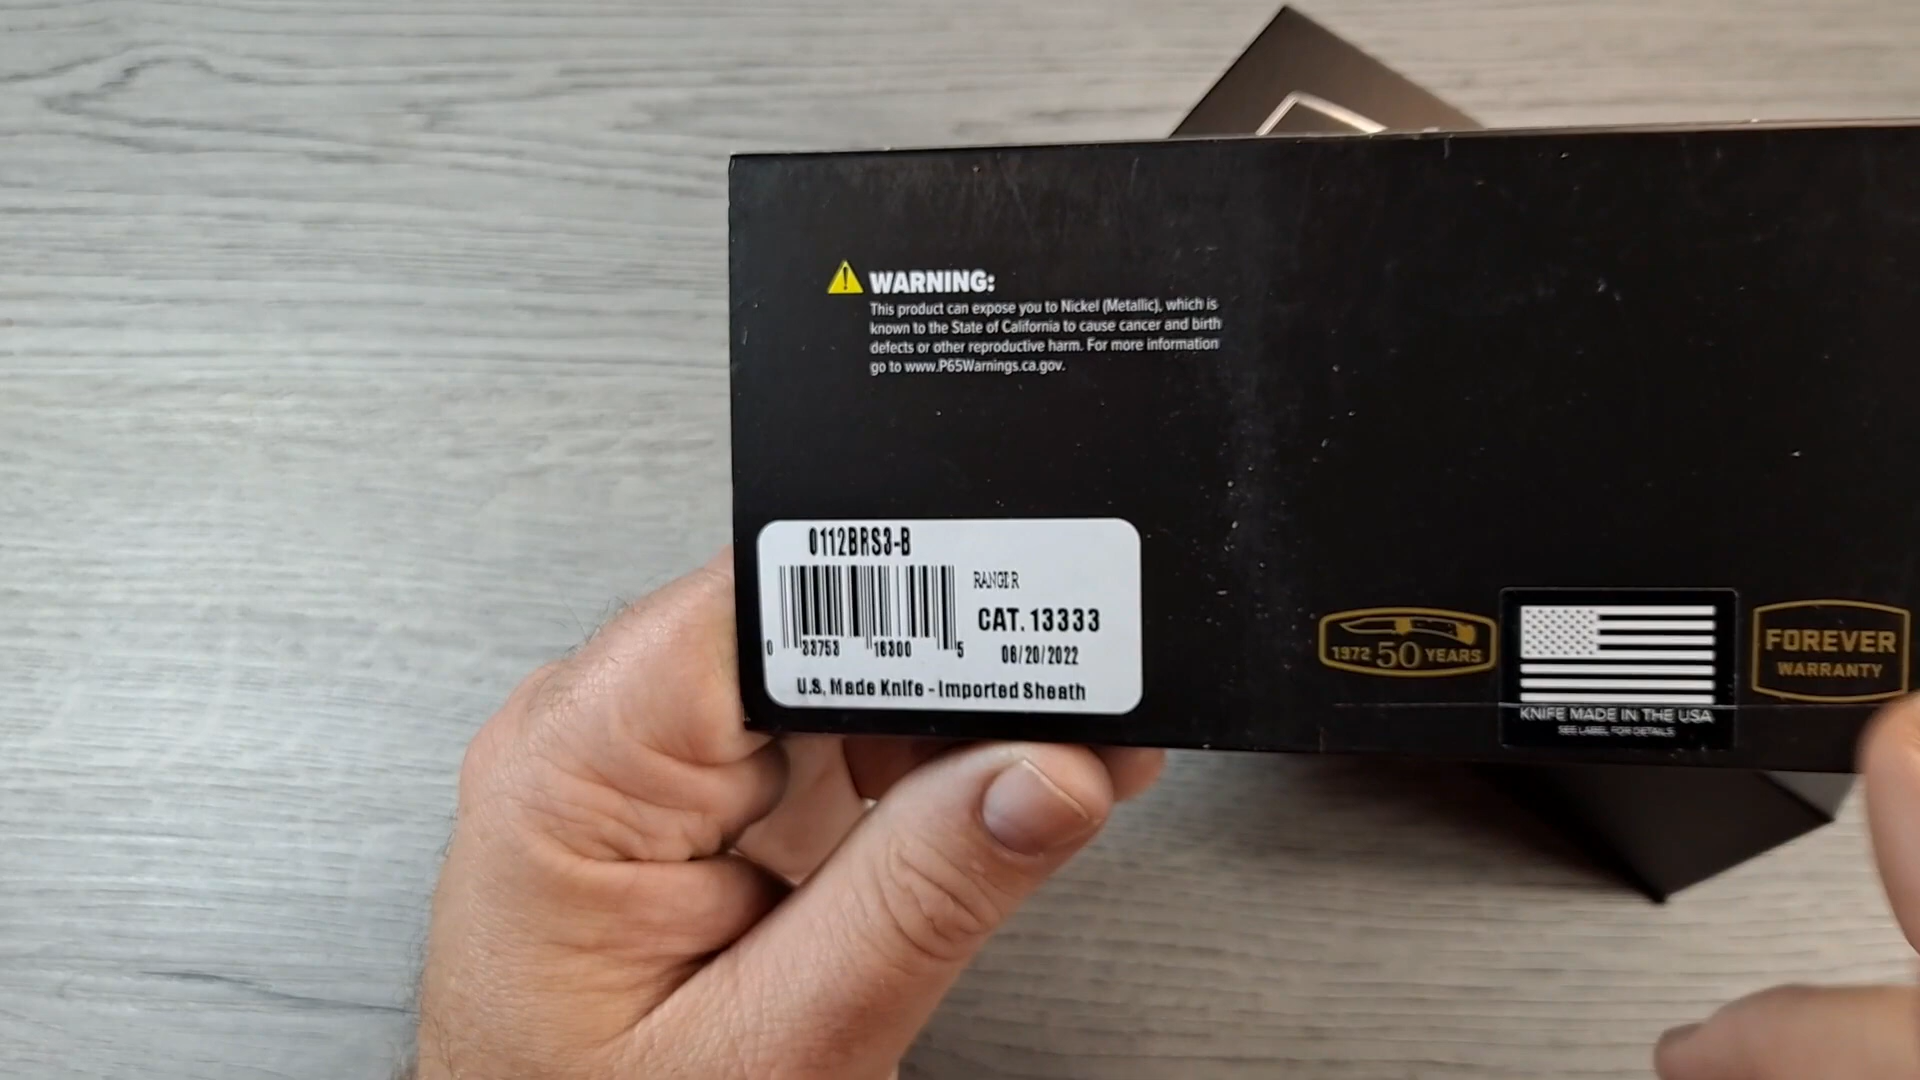 WARNING:
This product can expose you to Nickel (Metallic), which is
known to the State of California to cause cancer and birth
defects or other reproductive harm. For more information
go to www.P65Warnings.ca.gov.
0112BRS3-B
RANGER
CAT. 13333
0 33753 16300 5
06/20/2022
U.S. Made Knife - Imported Sheath
1972 50 YEARS
KNIFE MADE IN THE USA
SEE LABEL FOR DETAILS
FOREVER
WARRANTY